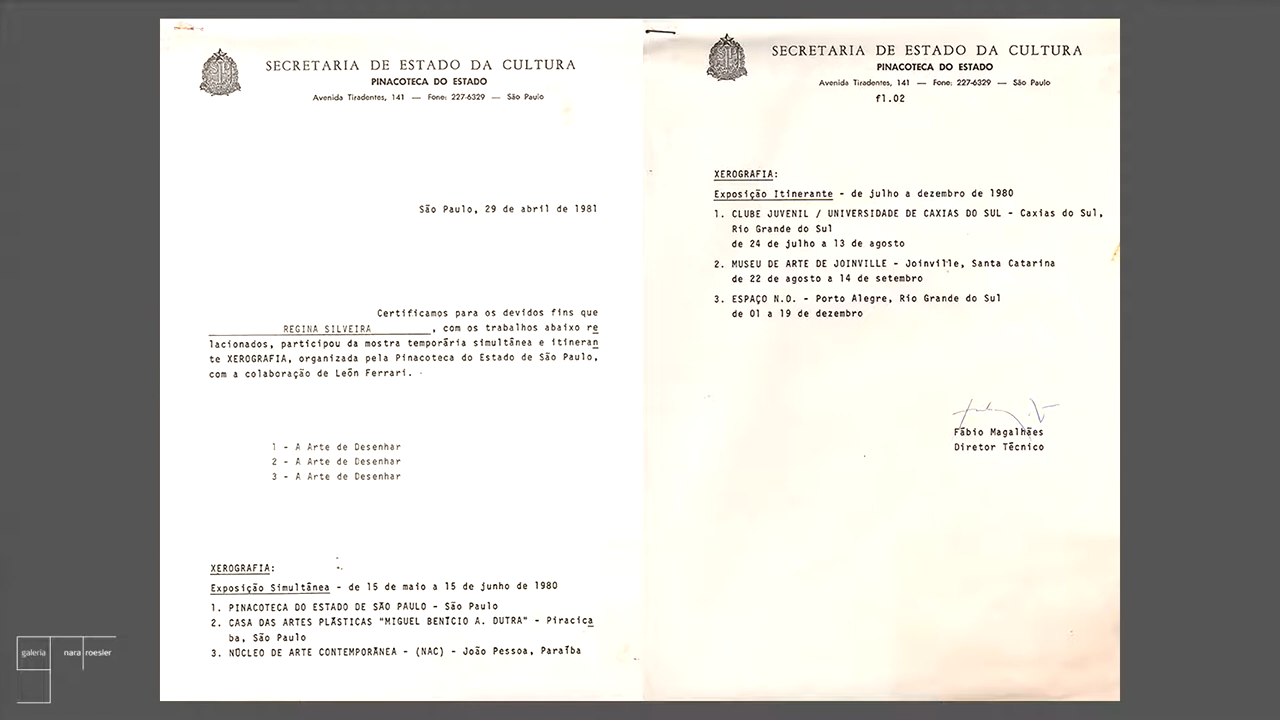 SECRETARIA DE ESTADO DA CULTURA
PINACOTECA DO ESTADO
Avenida Tiradentes, 141 — Fone: 227-6329 — São Paulo
São Paulo, 29 de abril de 1981
Certificamos para os devidos fins que
REGINA SILVEIRA, com os trabalhos abaixo re
lacionados, participou da mostra temporária simultânea e itineran
te XEROGRAFIA, organizada pela Pinacoteca do Estado de São Paulo,
com a colaboração de León Ferrari.
1 - A Arte de Desenhar
2 - A Arte de Desenhar
3 - A Arte de Desenhar
XEROGRAFIA:
Exposição Simultânea - de 15 de maio a 15 de junho de 1980
1. PINACOTECA DO ESTADO DE SÃO PAULO - São Paulo
2. CASA DAS ARTES PLÁSTICAS "MIGUEL BENÍCIO A. DUTRA" - Piracica
ba, São Paulo
3. NÚCLEO DE ARTE CONTEMPORÂNEA - (NAC) - João Pessoa, Paraíba
SECRETARIA DE ESTADO DA CULTURA
PINACOTECA DO ESTADO
Avenida Tiradentes, 141 — Fone: 227-6329 — São Paulo
fl.02
XEROGRAFIA:
Exposição Itinerante - de julho a dezembro de 1980
1. CLUBE JUVENIL / UNIVERSIDADE DE CAXIAS DO SUL - Caxias do Sul,
Rio Grande do Sul
de 24 de julho a 13 de agosto
2. MUSEU DE ARTE DE JOINVILLE - Joinville, Santa Catarina
de 22 de agosto a 14 de setembro
3. ESPAÇO N.O. - Porto Alegre, Rio Grande do Sul
de 01 a 19 de dezembro
Fábio Magalhães
Diretor Técnico
galeria nara roesler